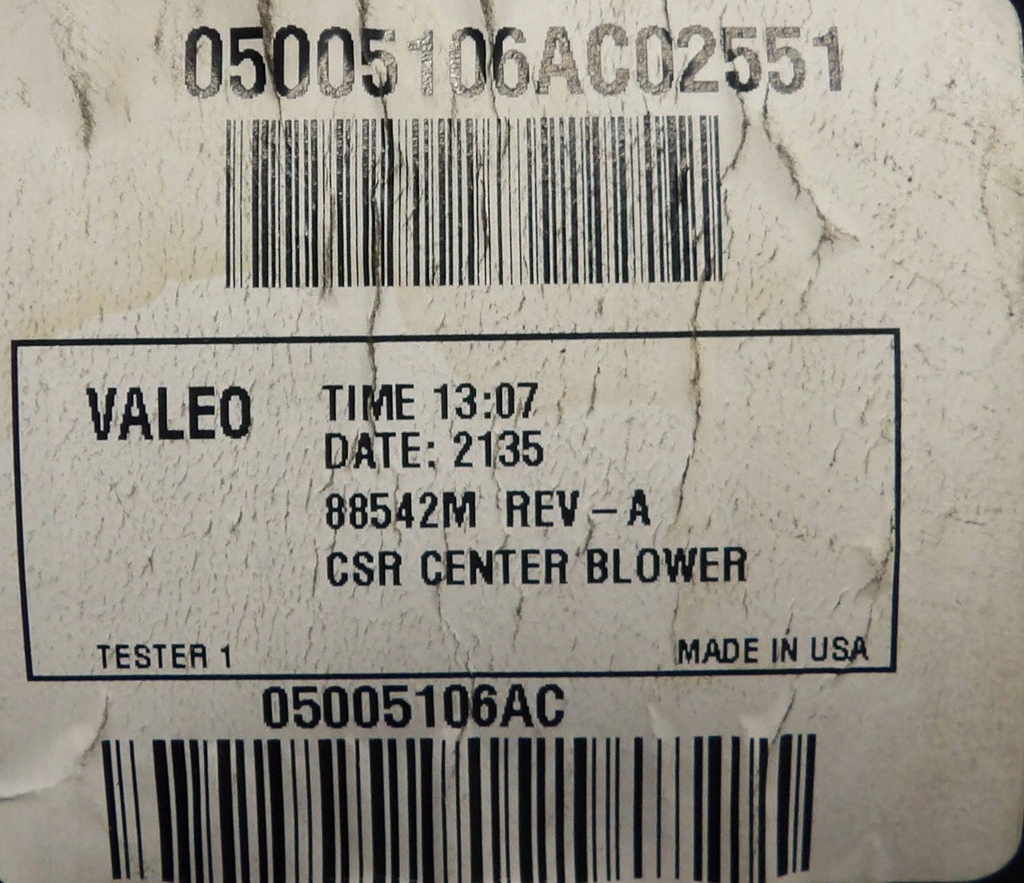 05005106AC02551
VALEO
TIME 13:07
DATE: 2135
88542M REV – A
CSR CENTER BLOWER
TESTER 1
MADE IN USA
05005106AC